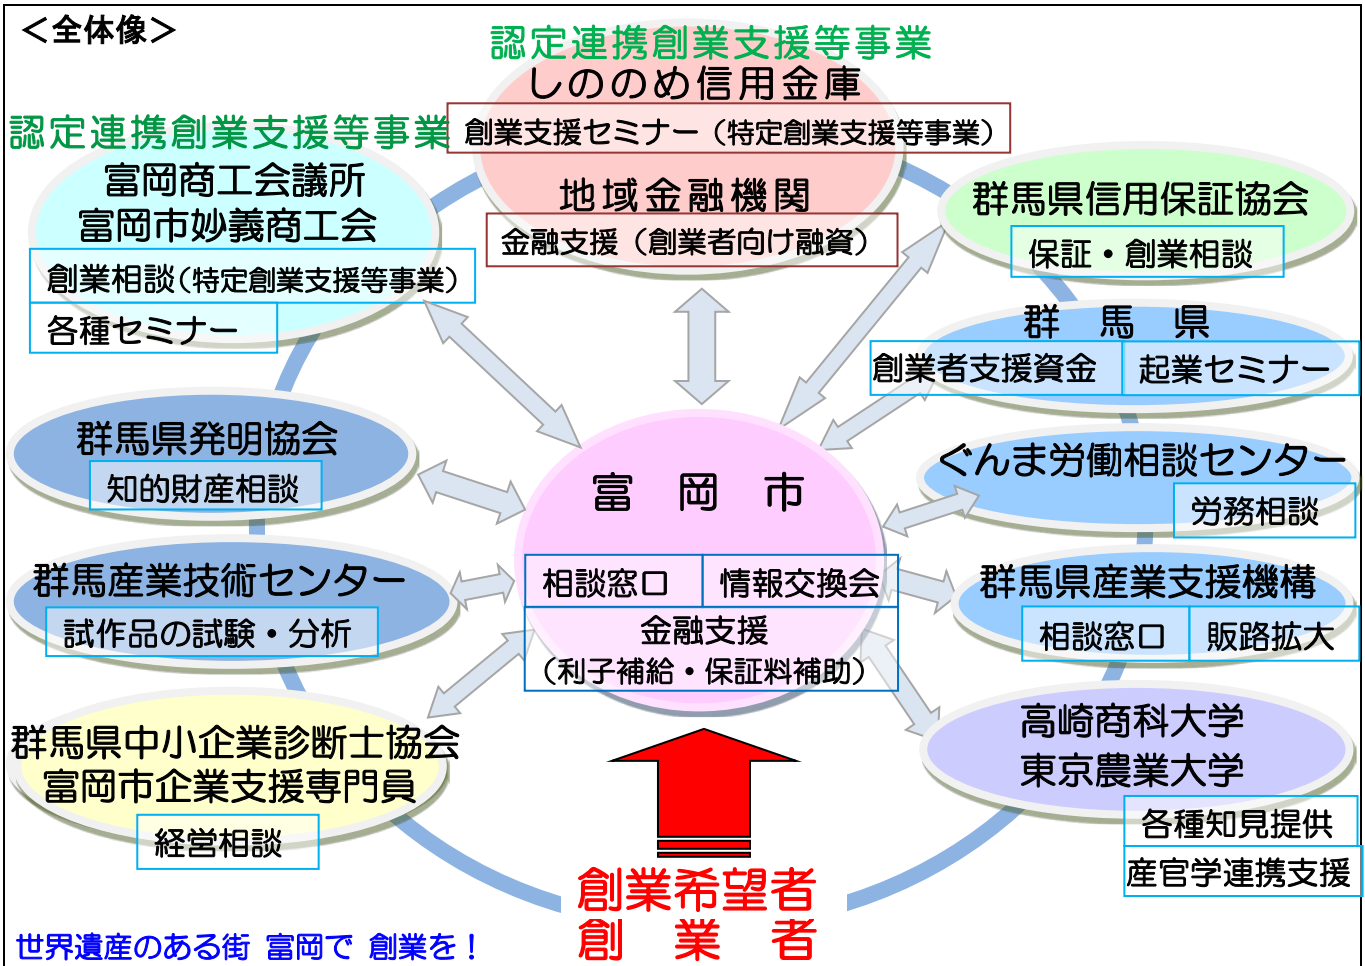 ＜全体像＞
認定連携創業支援等事業
しののめ信用金庫
創業支援セミナー（特定創業支援等事業）
地域金融機関
金融支援（創業者向け融資）
認定連携創業支援等事業
富岡商工会議所
富岡市妙義商工会
創業相談（特定創業支援等事業）
各種セミナー
群馬県信用保証協会
保証・創業相談
群　馬　県
創業者支援資金
起業セミナー
群馬県発明協会
知的財産相談
ぐんま労働相談センター
労務相談
富　岡　市
相談窓口
情報交換会
金融支援
（利子補給・保証料補助）
群馬産業技術センター
試作品の試験・分析
群馬県産業支援機構
相談窓口
販路拡大
群馬県中小企業診断士協会
富岡市企業支援専門員
経営相談
高崎商科大学
東京農業大学
各種知見提供
産官学連携支援
創業希望者
創　業　者
世界遺産のある街 富岡で 創業を！